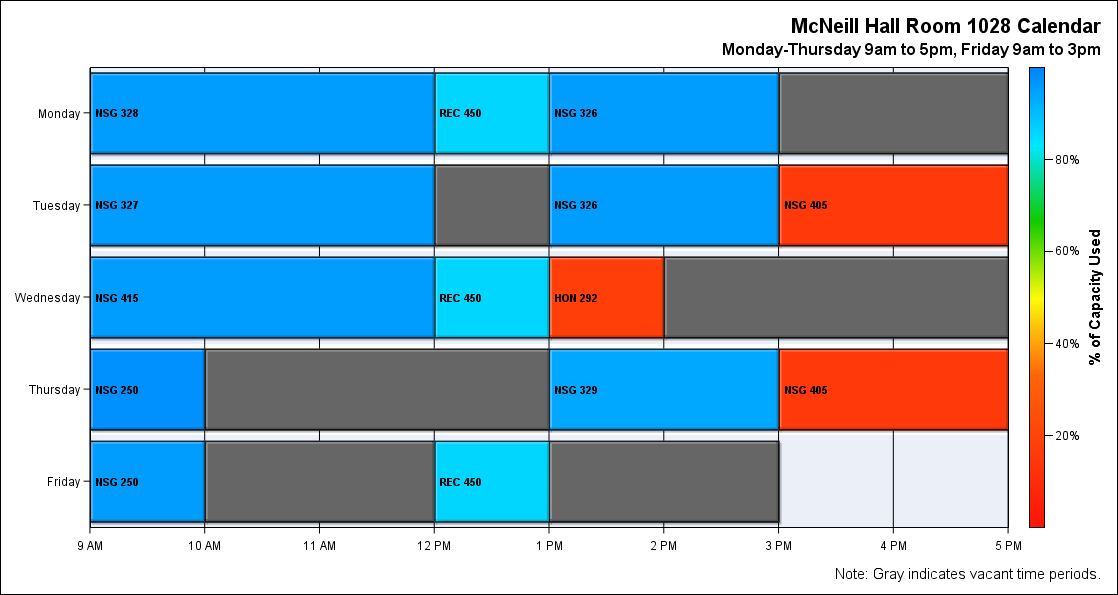 McNeill Hall Room 1028 Calendar
Monday-Thursday 9am to 5pm, Friday 9am to 3pm
Monday
NSG 328
REC 450
NSG 326
Tuesday
NSG 327
NSG 326
NSG 405
Wednesday
NSG 415
REC 450
HON 292
Thursday
NSG 250
NSG 329
NSG 405
Friday
NSG 250
REC 450
9 AM
10 AM
11 AM
12 PM
1 PM
2 PM
3 PM
4 PM
5 PM
80%
60%
40%
20%
% of Capacity Used
Note: Gray indicates vacant time periods.